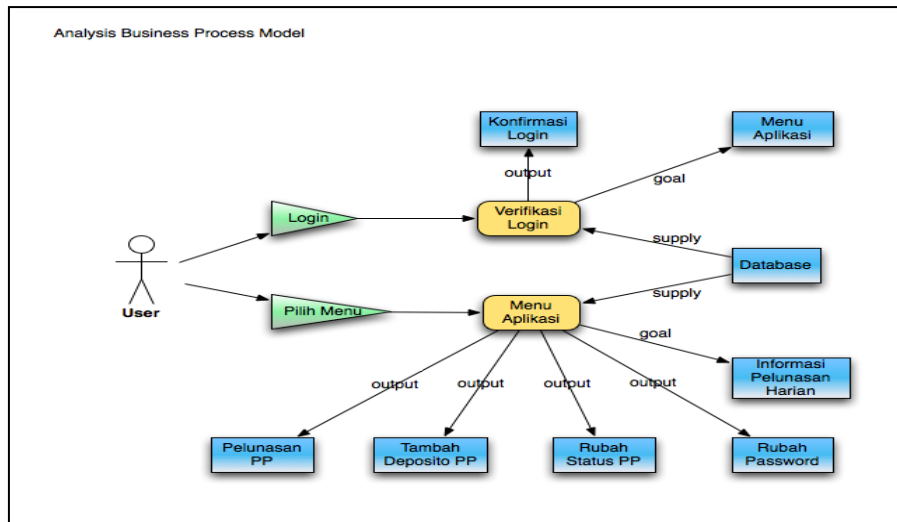 Analysis Business Process Model
Konfirmasi
Login
Menu
Aplikasi
output
goal
Login
Verifikasi
Login
supply
Database
User
supply
Pilih Menu
Menu
Aplikasi
goal
Informasi
Pelunasan
Harian
output
output
output
output
Pelunasan
PP
Tambah
Deposito PP
Rubah
Status PP
Rubah
Password